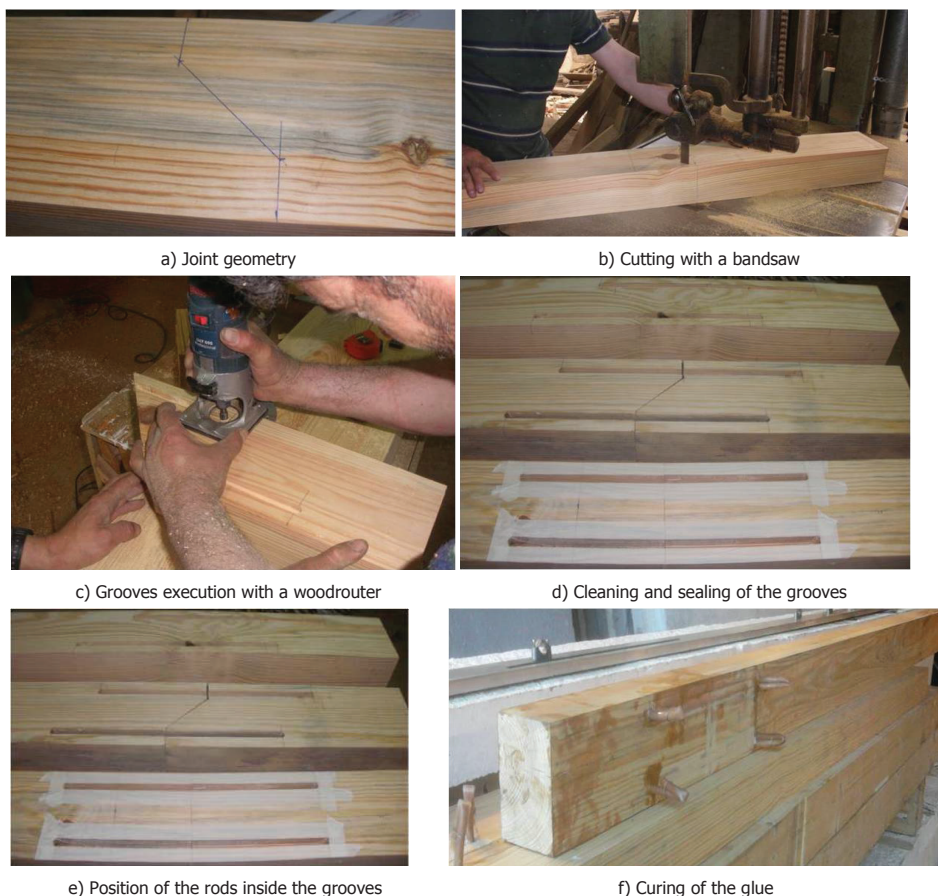 a) Joint geometry
b) Cutting with a bandsaw
c) Grooves execution with a woodrouter
d) Cleaning and sealing of the grooves
e) Position of the rods inside the grooves
f) Curing of the glue